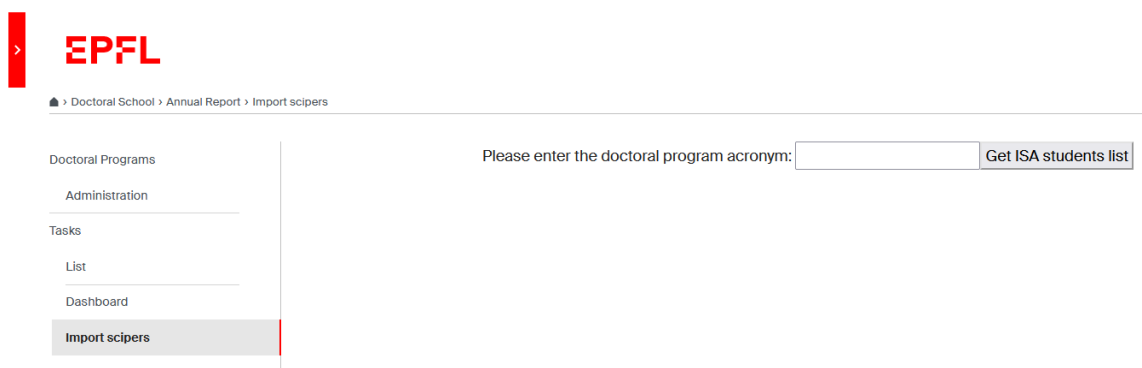 EPFL
Doctoral School › Annual Report › Import scipers
Doctoral Programs
Administration
Tasks
List
Dashboard
Import scipers
Please enter the doctoral program acronym: Get ISA students list